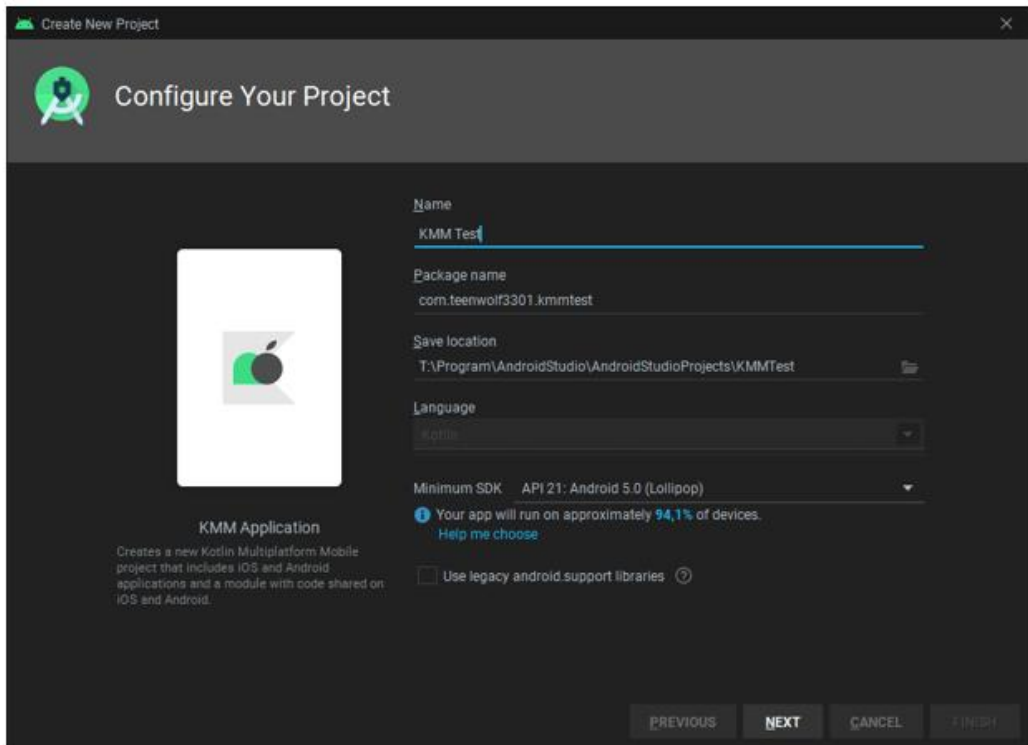 Create New Project
Configure Your Project
Name
KMM Test
Package name
com.teenwolf3301.kmmtest
Save location
T:\Program\AndroidStudio\AndroidStudioProjects\KMMTest
Language
Kotlin
Minimum SDK API 21: Android 5.0 (Lollipop)
Your app will run on approximately 94,1% of devices.
Help me choose
Use legacy android.support libraries
KMM Application
Creates a new Kotlin Multiplatform Mobile
project that includes iOS and Android
applications and a module with code shared on
iOS and Android.
PREVIOUS NEXT CANCEL FINISH